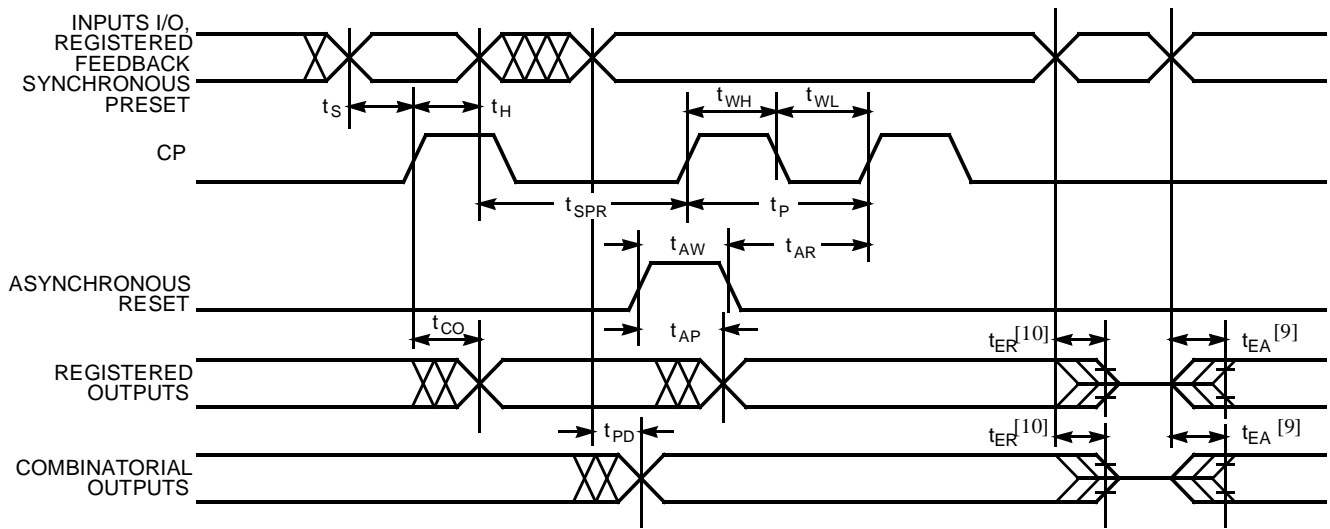 INPUTS I/O,
REGISTERED
FEEDBACK
SYNCHRONOUS
PRESET
tS
tH
tWH
tWL
CP
tSPR
tP
tAW
tAR
ASYNCHRONOUS
RESET
tCO
tAP
tER[10]
tEA[9]
REGISTERED
OUTPUTS
tPD
tER[10]
tEA[9]
COMBINATORIAL
OUTPUTS